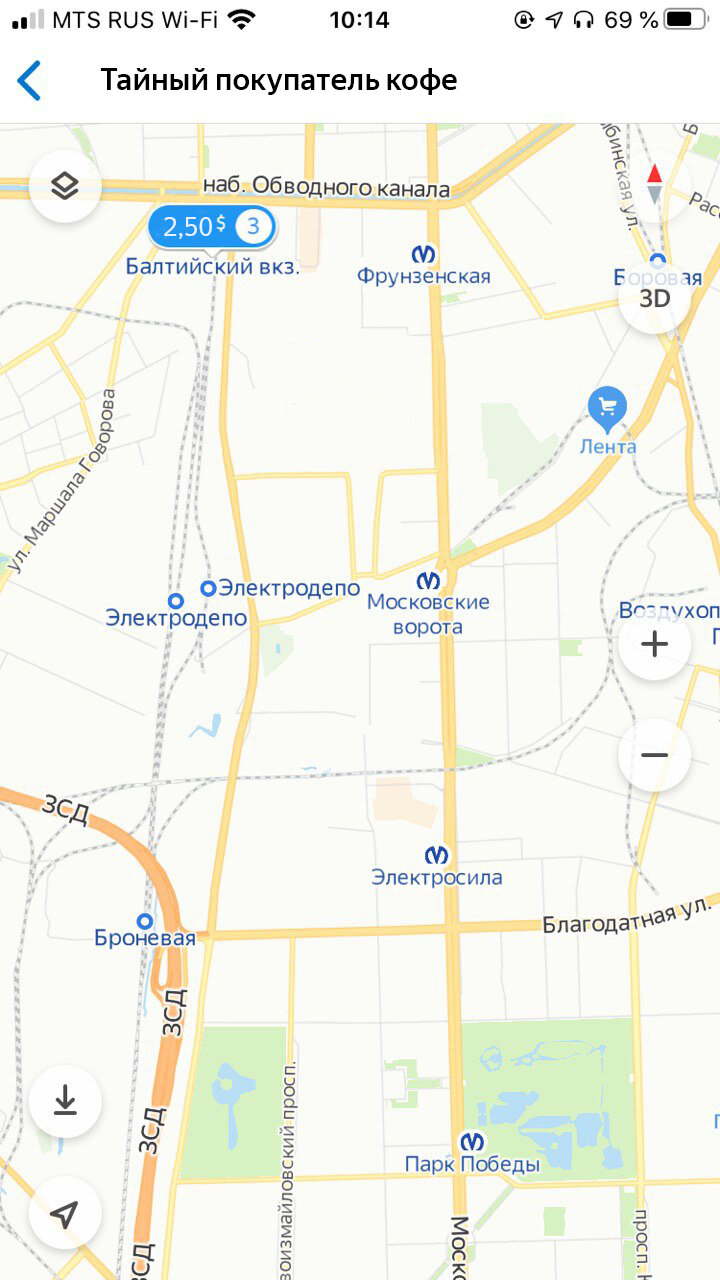 MTS RUS Wi-Fi 10:14 69 %
Тайный покупатель кофе
наб. Обводного канала
2,50$ 3
Балтийский вкз.
Фрунзенская
Боровая
3D
Лента
ул. Маршала Говорова
Электродепо
Электродепо
Московские
ворота
ЗСД
Электросила
Благодатная ул.
Броневая
ЗСД
ЗСД
Парк Победы
ЗСД